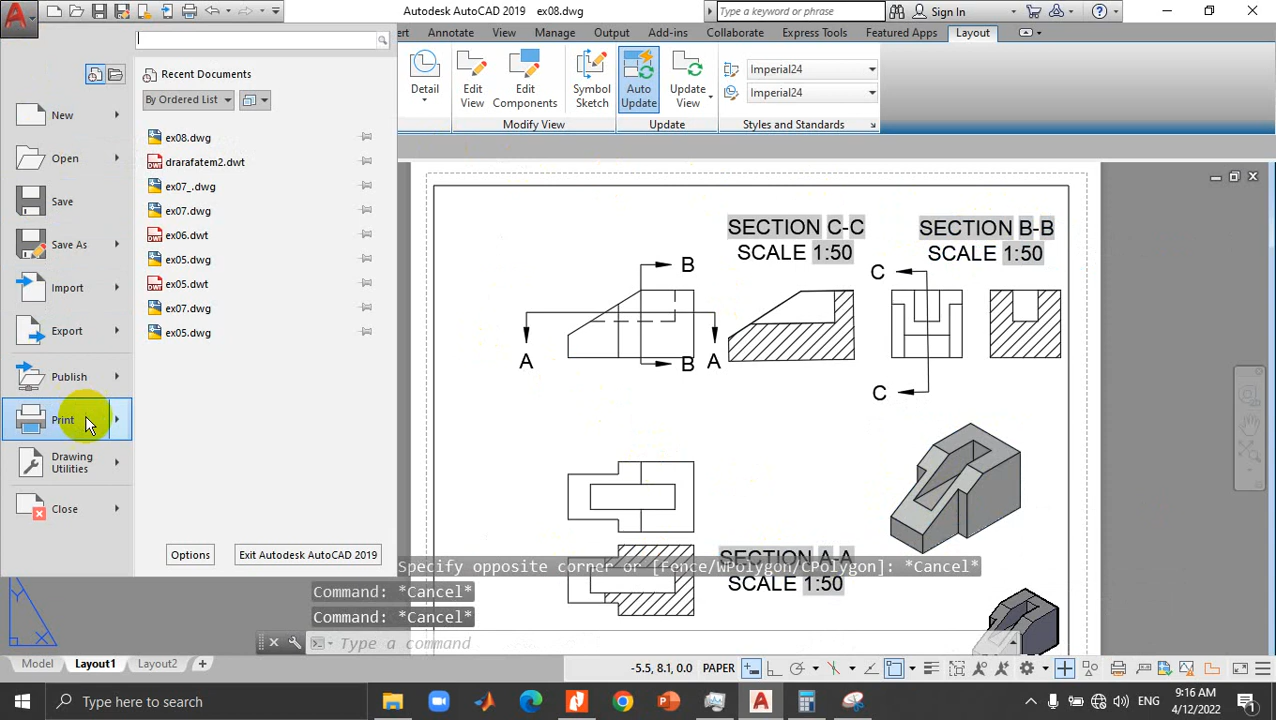 Autodesk AutoCAD 2019 ex08.dwg
Type a keyword or phrase
Sign In
Annotate View Manage Output Add-ins Collaborate Express Tools Featured Apps Layout
Recent Documents
By Ordered List
New
Open
Save
Save As
Import
Export
Publish
Print
Drawing
Utilities
Close
ex08.dwg
drarafatem2.dwt
ex07_.dwg
ex07.dwg
ex06.dwt
ex05.dwg
ex05.dwt
ex07.dwg
ex05.dwg
Options
Exit Autodesk AutoCAD 2019
Detail
Edit
View
Edit
Components
Symbol
Sketch
Auto
Update
Update
View
Imperial24
Imperial24
Modify View
Update
Styles and Standards
SECTION C-C
SCALE 1:50
SECTION B-B
SCALE 1:50
B
C
A
B
A
C
SECTION A-A
SCALE 1:50
Specify opposite corner or [Fence/WPolygon/CPolygon]: *Cancel*
Command: *Cancel*
Command: *Cancel*
Type a command
Y
X
Model Layout1 Layout2
-5.5, 8.1, 0.0 PAPER
Type here to search
ENG
9:16 AM
4/12/2022
1